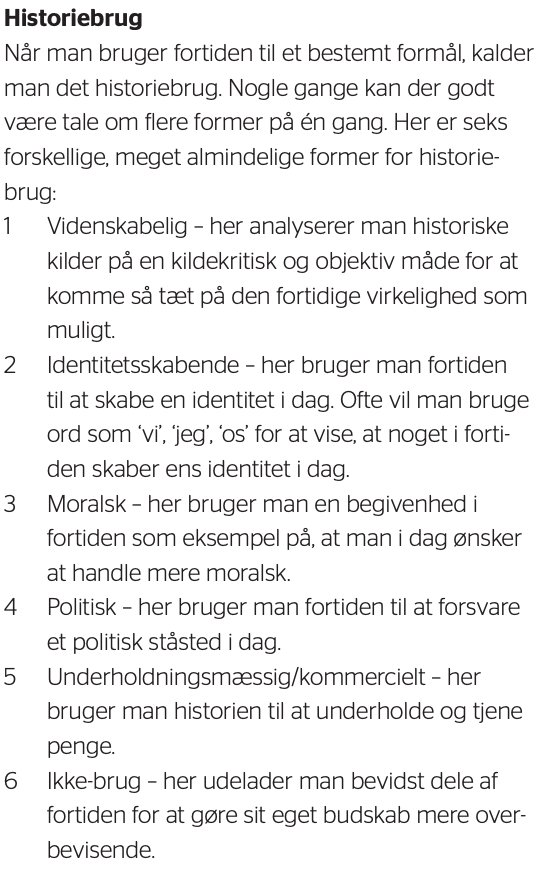 Historiebrug
Når man bruger fortiden til et bestemt formål, kalder
man det historiebrug. Nogle gange kan der godt
være tale om flere former på én gang. Her er seks
forskellige, meget almindelige former for historie-
brug:
1 Videnskabelig – her analyserer man historiske
kilder på en kildekritisk og objektiv måde for at
komme så tæt på den fortidige virkelighed som
muligt.
2 Identitetsskabende – her bruger man fortiden
til at skabe en identitet i dag. Ofte vil man bruge
ord som ‘vi’, ‘jeg’, ‘os’ for at vise, at noget i forti-
den skaber ens identitet i dag.
3 Moralsk – her bruger man en begivenhed i
fortiden som eksempel på, at man i dag ønsker
at handle mere moralsk.
4 Politisk – her bruger man fortiden til at forsvare
et politisk ståsted i dag.
5 Underholdningsmæssig/kommercielt – her
bruger man historien til at underholde og tjene
penge.
6 Ikke-brug – her udelader man bevidst dele af
fortiden for at gøre sit eget budskab mere over-
bevisende.